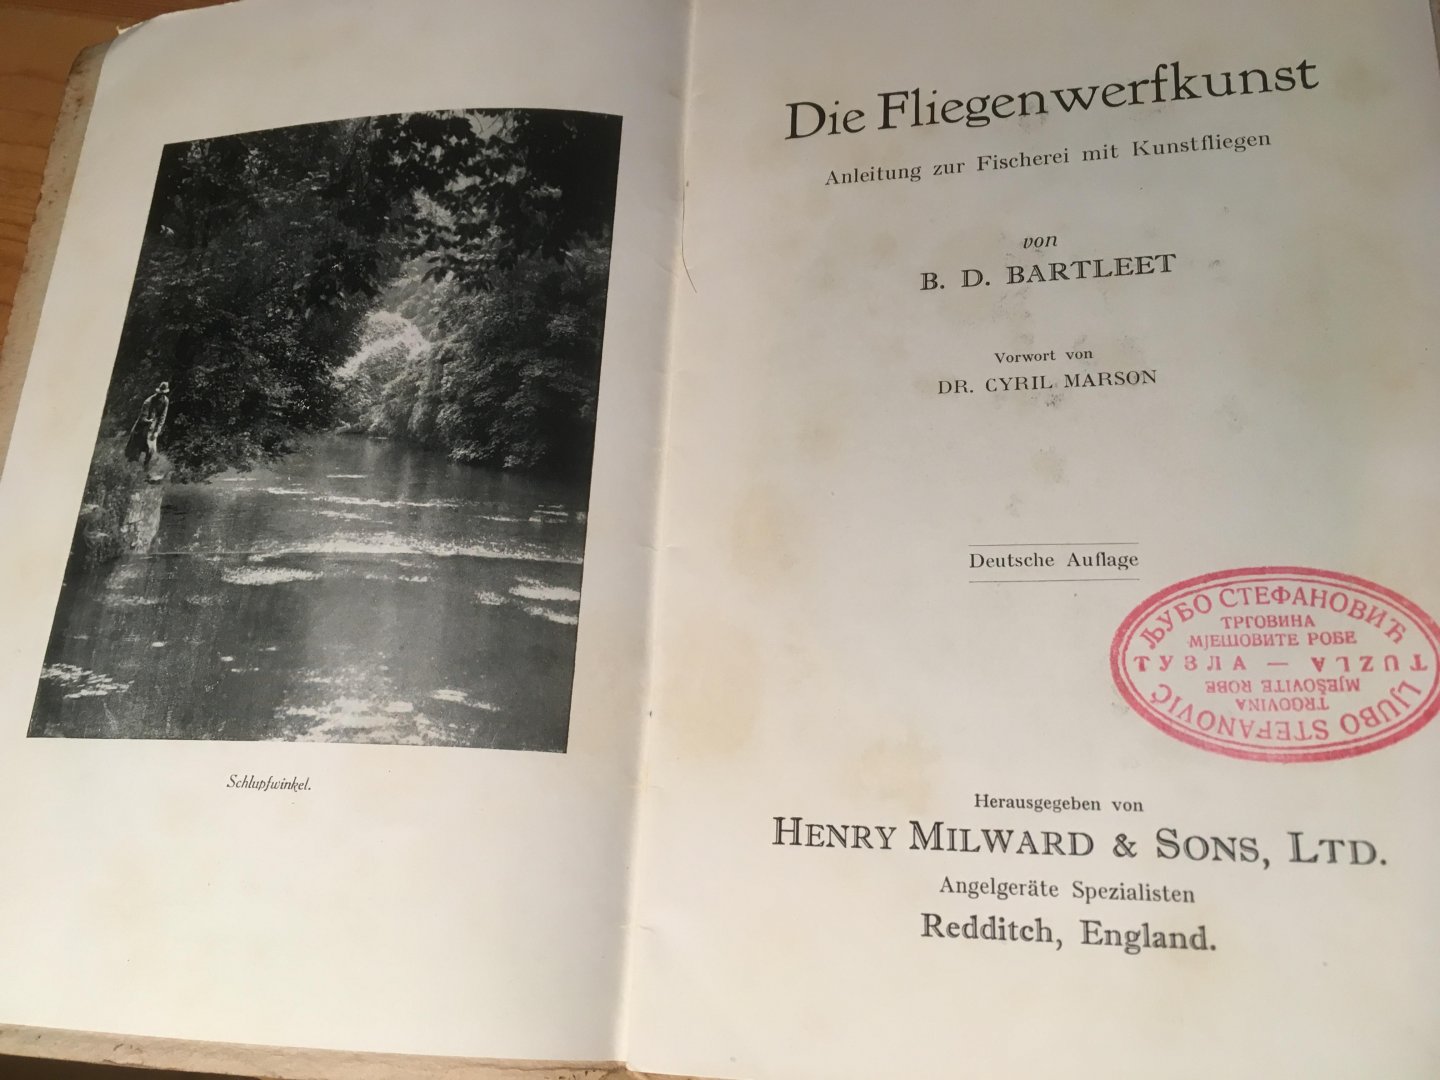 Schlupfwinkel.
Die Fliegenwerfkunst
Anleitung zur Fischerei mit Kunstfliegen
von
B. D. BARTLEET
Vorwort von
DR. CYRIL MARSON
Deutsche Auflage
ЉУБО СТЕФАНОВИЋ
ТРГОВИНА
МЈЕШОВИТЕ РОБЕ
ТУЗЛА — TUZLA
MJEŠOVITE ROBE
TRGOVINA
LJUBO STEFANOVIĆ
Herausgegeben von
HENRY MILWARD & SONS, LTD.
Angelgeräte Spezialisten
Redditch, England.